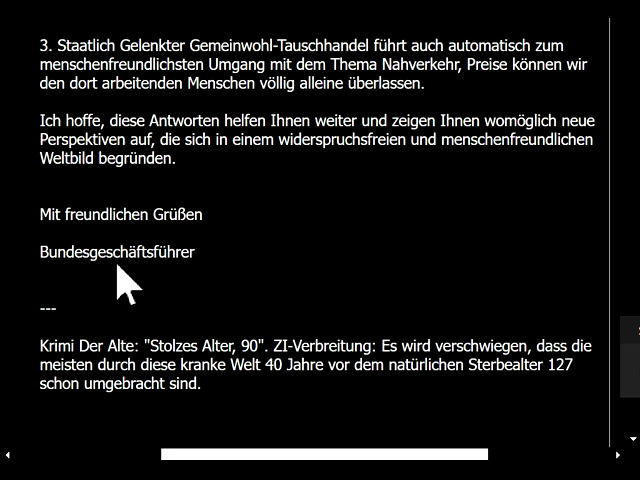 3. Staatlich Gelenkter Gemeinwohl-Tauschhandel führt auch automatisch zum
menschenfreundlichsten Umgang mit dem Thema Nahverkehr, Preise können wir
den dort arbeitenden Menschen völlig alleine überlassen.
Ich hoffe, diese Antworten helfen Ihnen weiter und zeigen Ihnen womöglich neue
Perspektiven auf, die sich in einem widerspruchsfreien und menschenfreundlichen
Weltbild begründen.
Mit freundlichen Grüßen
Bundesgeschäftsführer
---
Krimi Der Alte: "Stolzes Alter, 90". ZI-Verbreitung: Es wird verschwiegen, dass die
meisten durch diese kranke Welt 40 Jahre vor dem natürlichen Sterbealter 127
schon umgebracht sind.